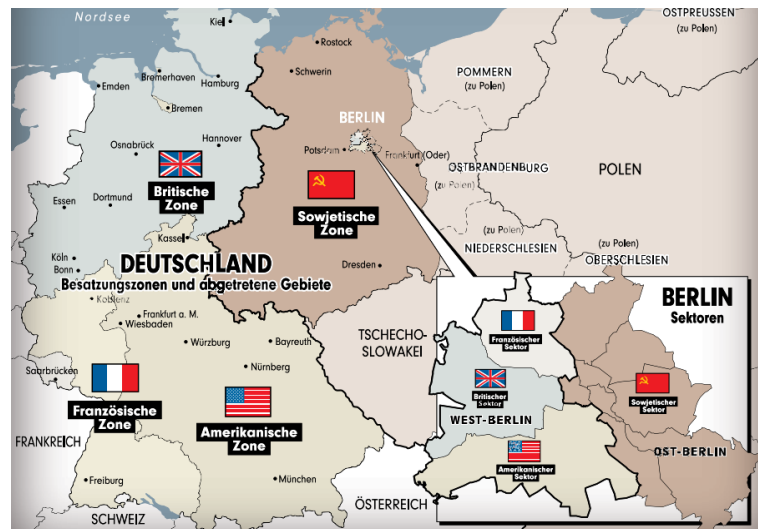 Nordsee
Kiel
Rostock
OSTPREUSSEN
(zu Polen)
Schwerin
Bremerhaven
Hamburg
Emden
Bremen
POMMERN
(zu Polen)
BERLIN
Osnabrück
Hannover
Potsdam
Frankfurt (Oder)
OSTBRANDENBURG
(zu Polen)
POLEN
Britische
Zone
Sowjetische
Zone
Essen
Dortmund
Kassel
(zu Polen)
NIEDERSCHLESIEN
(zu Polen)
OBERSCHLESIEN
Köln
Bonn
DEUTSCHLAND
Besatzungszonen und abgetretene Gebiete
Dresden
Koblenz
Frankfurt a. M.
Wiesbaden
Würzburg
Bayreuth
Nürnberg
TSCHECHO-
SLOWAKEI
Saarbrücken
Französische
Zone
Amerikanische
Zone
FRANKREICH
Freiburg
München
SCHWEIZ
ÖSTERREICH
BERLIN
Sektoren
Französischer
Sektor
Britischer
Sektor
WEST-BERLIN
Sowjetischer
Sektor
OST-BERLIN
Amerikanischer
Sektor